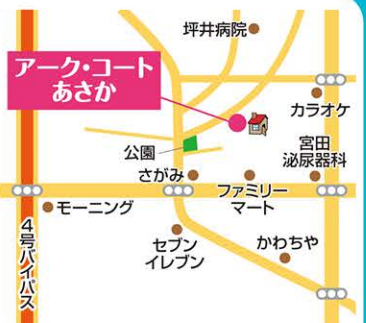 坪井病院
アーク・コート
あさか
カラオケ
公園
宮田
泌尿器科
さがみ
ファミリー
マート
モーニング
4号バイパス
セブン
イレブン
かわちや